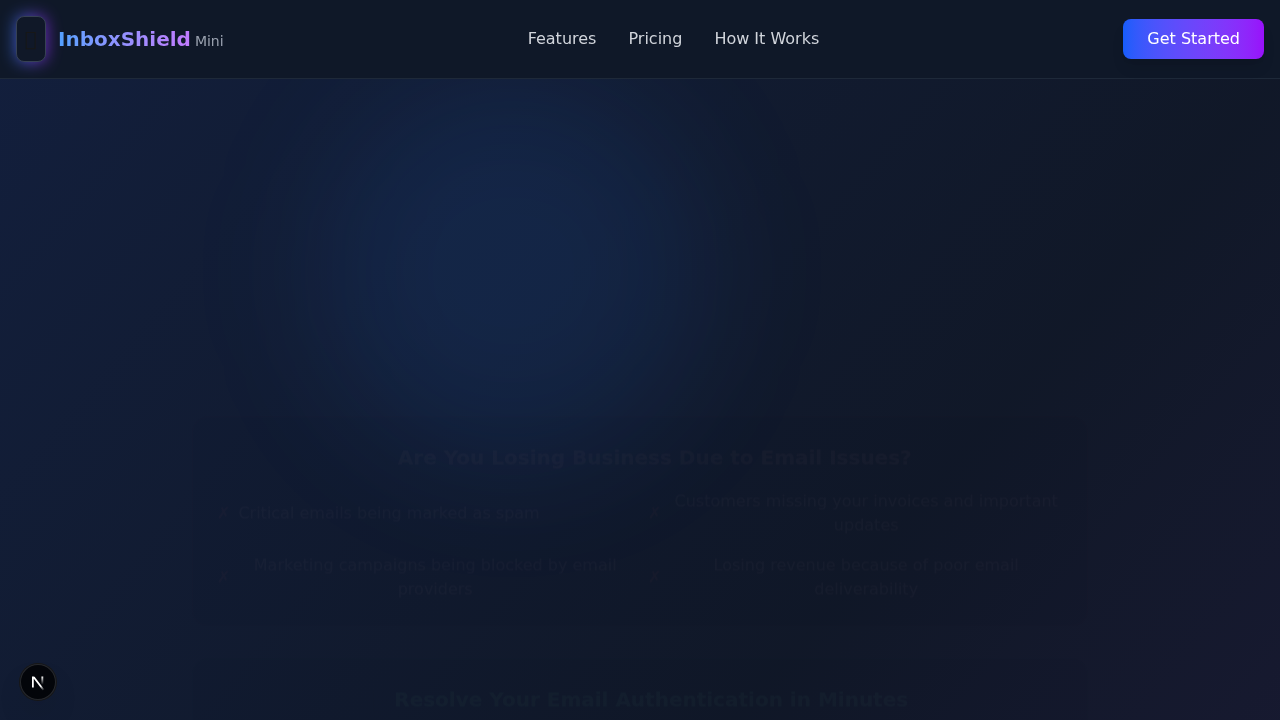 InboxShield Mini
Features
Pricing
How It Works
Get Started
Are You Losing Business Due to Email Issues?
Critical emails being marked as spam
Customers missing your invoices and important
updates
Marketing campaigns being blocked by email
providers
Losing revenue because of poor email
deliverability
Resolve Your Email Authentication in Minutes
N